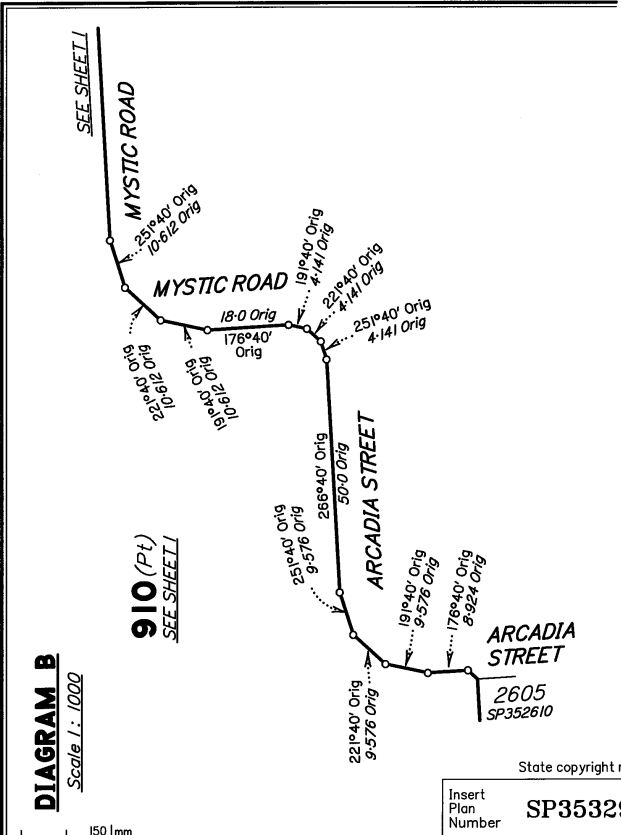 SEE SHEET 1
MYSTIC ROAD
251°40' Orig
10·612 Orig
MYSTIC ROAD
221°40' Orig
10·612 Orig
191°40' Orig
10·612 Orig
18·0 Orig
176°40'
Orig
191°40' Orig
4·141 Orig
221°40' Orig
4·141 Orig
251°40' Orig
4·141 Orig
266°40' Orig
50·0 Orig
ARCADIA STREET
251°40' Orig
9·576 Orig
221°40' Orig
9·576 Orig
191°40' Orig
9·576 Orig
176°40' Orig
8·924 Orig
ARCADIA
STREET
2605
SP352610
910 (Pt)
SEE SHEET 1
DIAGRAM B
Scale 1 : 1000
State copyright
Insert
Plan
Number
SP35329
150 mm